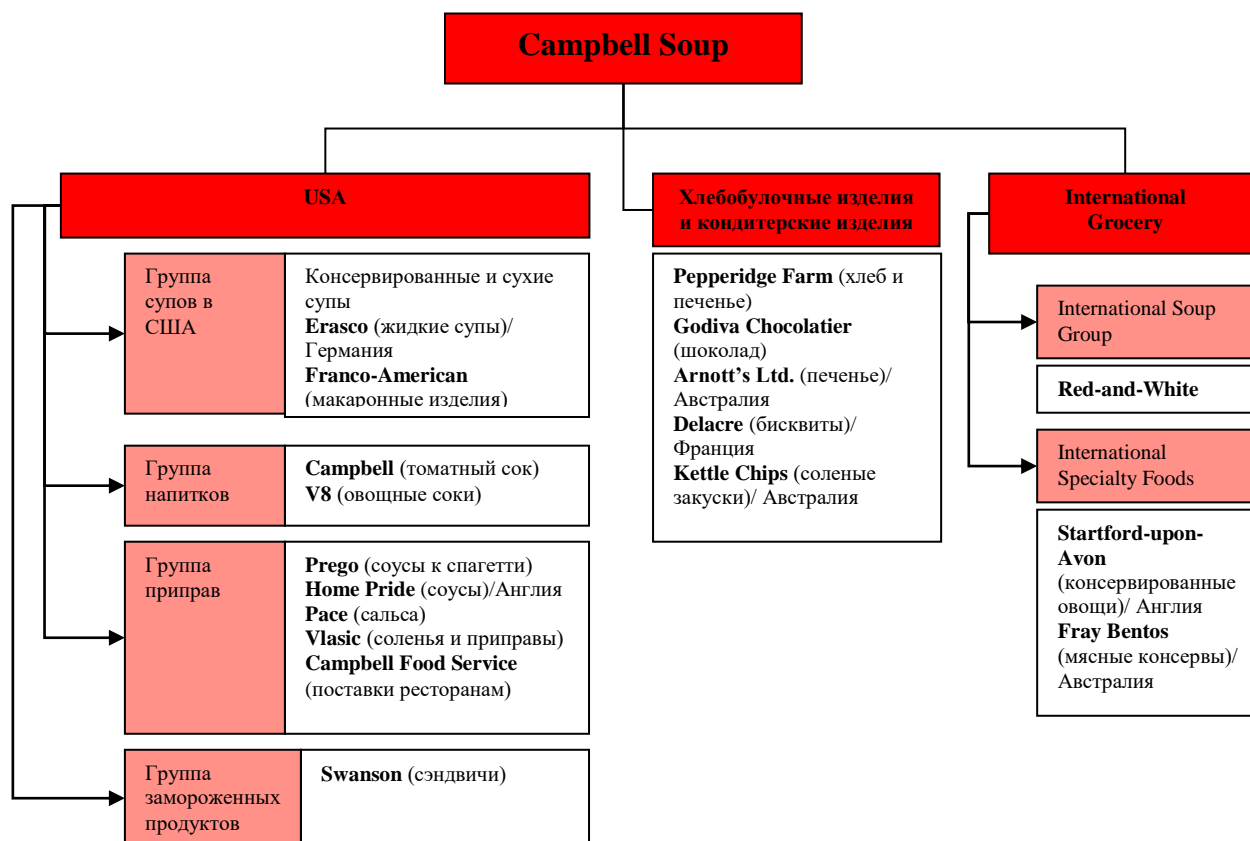 Campbell Soup
USA
Группа
супов в
США
Консервированные и сухие
супы
Erasco (жидкие супы)/
Германия
Franco-American
(макаронные изделия)
Группа
напитков
Campbell (томатный сок)
V8 (овощные соки)
Группа
приправ
Prego (соусы к спагетти)
Home Pride (соусы)/Англия
Pace (сальса)
Vlasic (соленья и приправы)
Campbell Food Service
(поставки ресторанам)
Группа
замороженных
продуктов
Swanson (сэндвичи)
Хлебобулочные изделия
и кондитерские изделия
Pepperidge Farm (хлеб и
печенье)
Godiva Chocolatier
(шоколад)
Arnott’s Ltd. (печенье)/
Австралия
Delacre (бисквиты)/
Франция
Kettle Chips (соленые
закуски)/ Австралия
International
Grocery
International Soup
Group
Red-and-White
International
Specialty Foods
Startford-upon-
Avon
(консервированные
овощи)/ Англия
Fray Bentos
(мясные консервы)/
Австралия